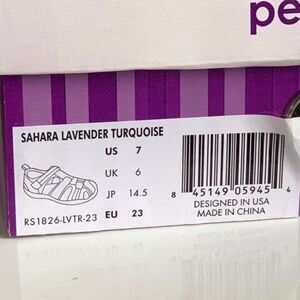 pe
SAHARA LAVENDER TURQUOISE
US 7
UK 6
JP 14.5
RS1826-LVTR-23 EU 23
8 45149 05945 4
DESIGNED IN USA
MADE IN CHINA